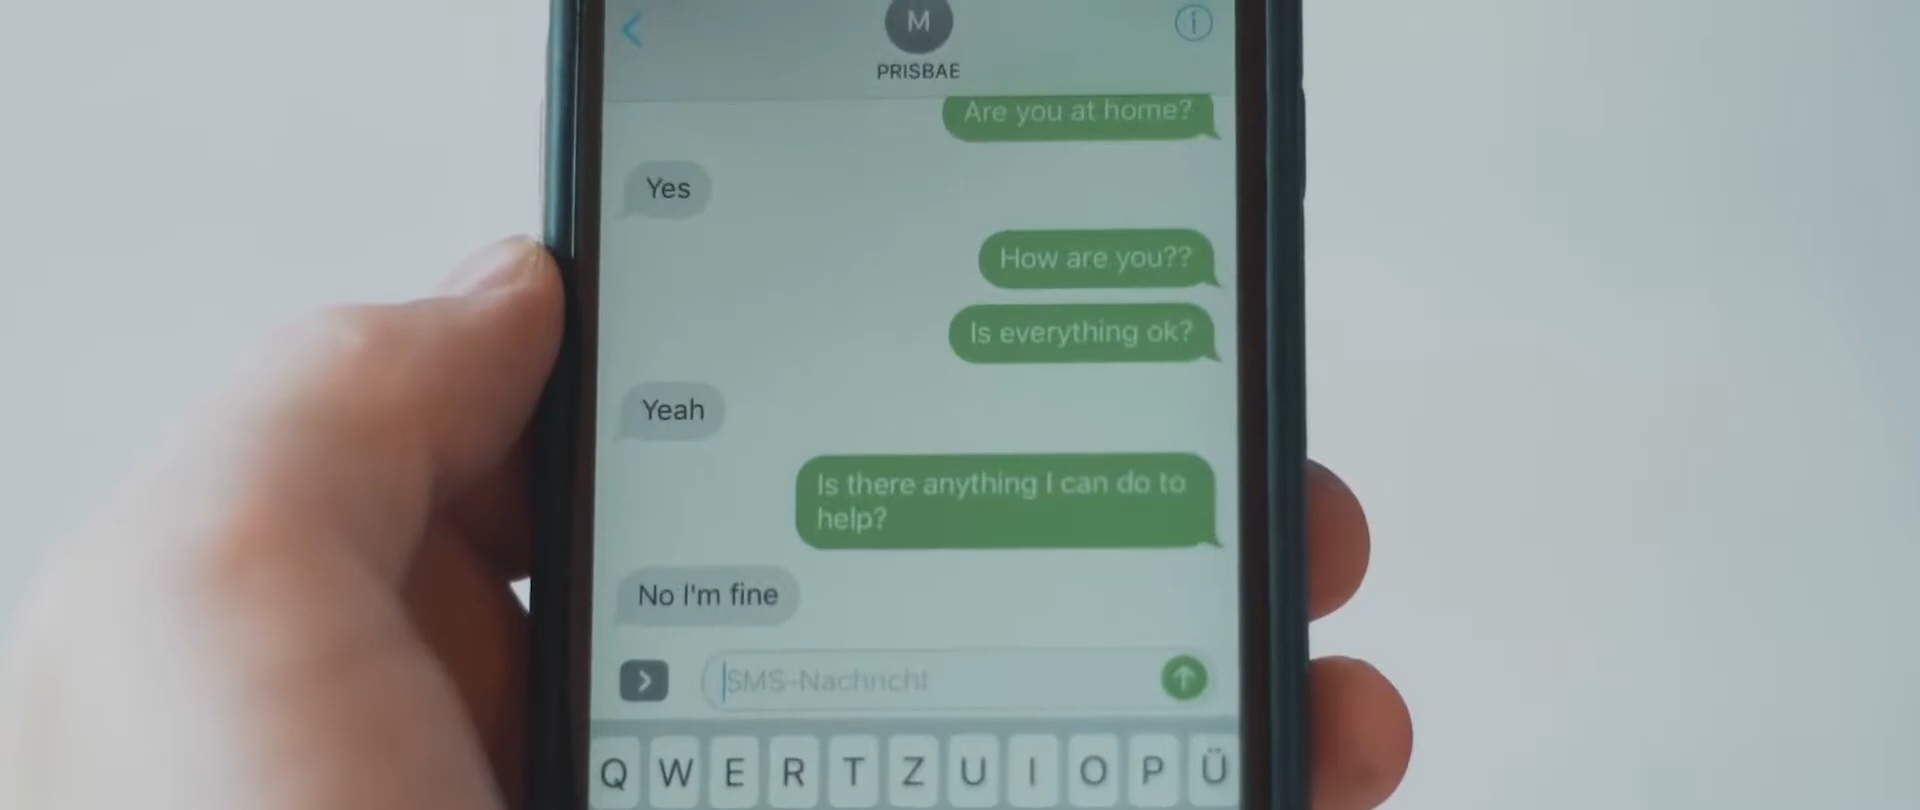 M
PRISBAE
Are you at home?
Yes
How are you??
Is everything ok?
Yeah
Is there anything I can do to
help?
No I'm fine
SMS-Nachricht
Q W E R T Z U I O P Ü